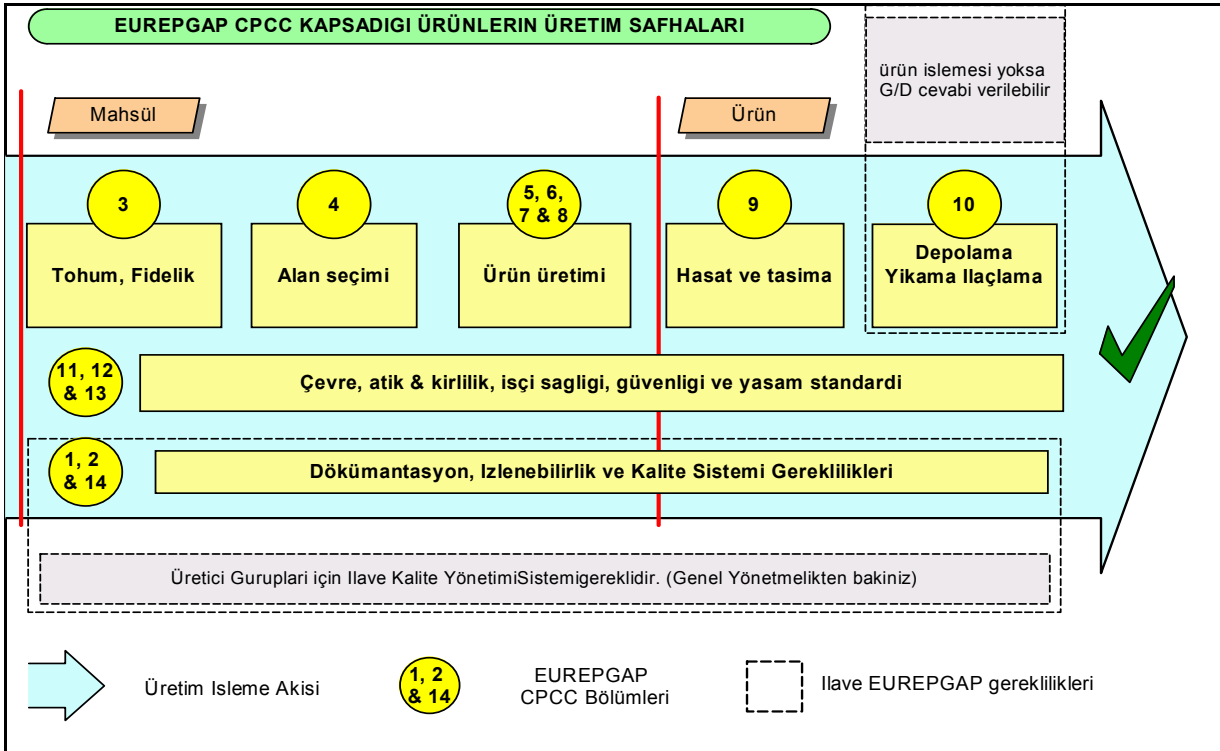 EUREPGAP CPCC KAPSADIGI ÜRÜNLERIN ÜRETIM SAFHALARI
ürün islemesi yoksa
G/D cevabi verilebilir
Mahsül
Ürün
3
4
5, 6,
7 & 8
9
10
Tohum, Fidelik
Alan seçimi
Ürün üretimi
Hasat ve tasima
Depolama
Yikama Ilaçlama
11, 12
& 13
Çevre, atik & kirlilik, isçi sagligi, güvenligi ve yasam standardi
1, 2
& 14
Dökümantasyon, Izlenebilirlik ve Kalite Sistemi Gereklilikleri
Üretici Guruplari için Ilave Kalite YönetimiSistemigereklidir. (Genel Yönetmelikten bakiniz)
Üretim Isleme Akisi
1, 2
& 14
EUREPGAP
CPCC Bölümleri
Ilave EUREPGAP gereklilikleri